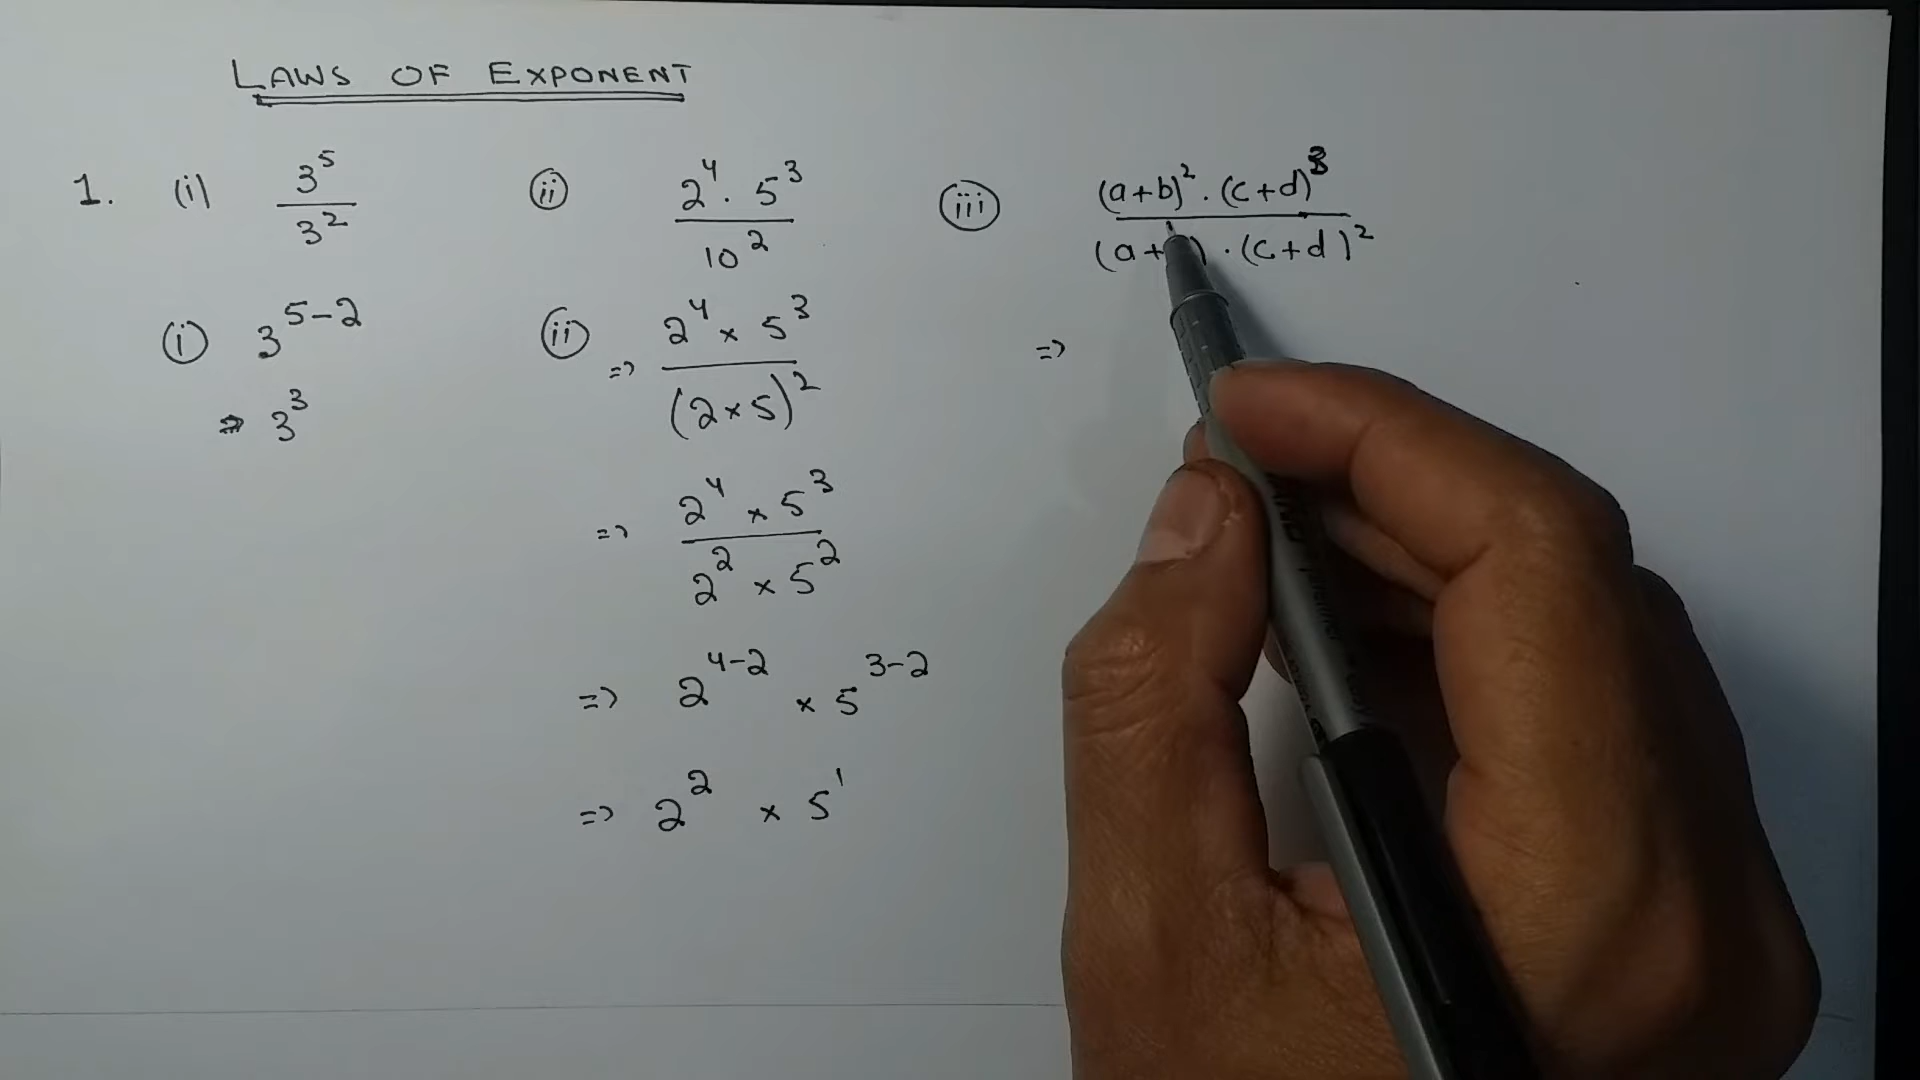 LAWS OF EXPONENT
1. (i) 3^5 / 3^2
(ii) 2^4 . 5^3 / 10^2
(iii) (a+b)^2 . (c+d)^3 / (a+ ) . (c+d)^2
(i) 3^5-2
⇒ 3^3
(ii) ⇒ 2^4 × 5^3 / (2×5)^2
⇒ 2^4 × 5^3 / 2^2 × 5^2
⇒ 2^4-2 × 5^3-2
⇒ 2^2 × 5^1
⇒